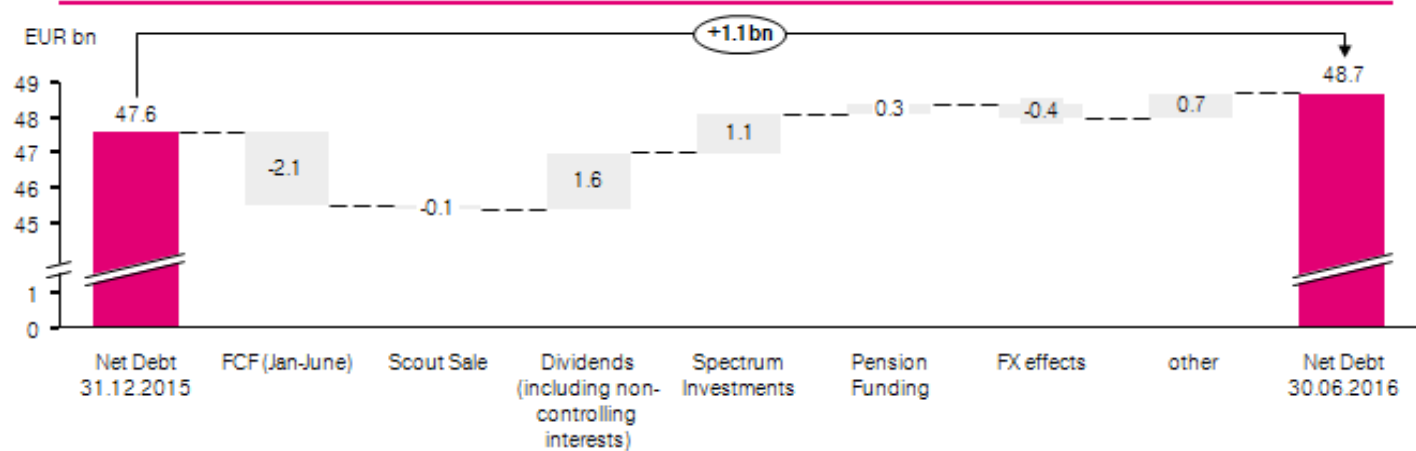 EUR bn
+1.1bn
49
48
47
46
45
1
0
47.6
-2.1
-0.1
1.6
1.1
0.3
-0.4
0.7
48.7
Net Debt
31.12.2015
FCF (Jan-June)
Scout Sale
Dividends
(including non-
controlling
interests)
Spectrum
Investments
Pension
Funding
FX effects
other
Net Debt
30.06.2016